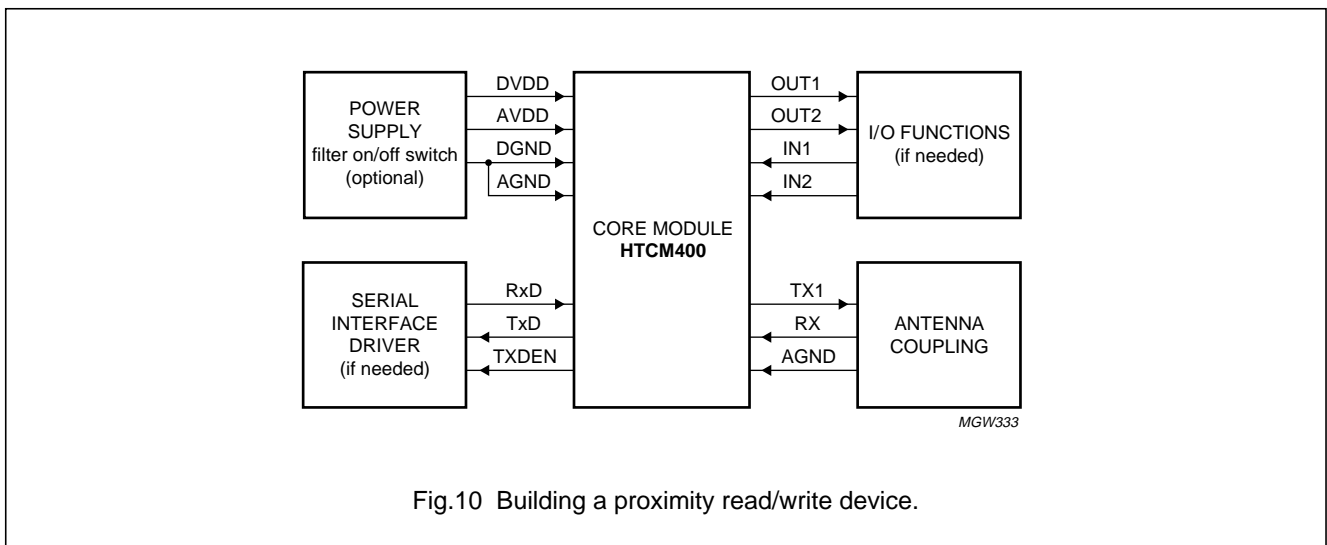 POWER
SUPPLY
filter on/off switch
(optional)
DVDD
AVDD
DGND
AGND
CORE MODULE
HTCM400
OUT1
OUT2
IN1
IN2
I/O FUNCTIONS
(if needed)
SERIAL
INTERFACE
DRIVER
(if needed)
RxD
TxD
TXDEN
TX1
RX
AGND
ANTENNA
COUPLING
MGW333
Fig.10 Building a proximity read/write device.